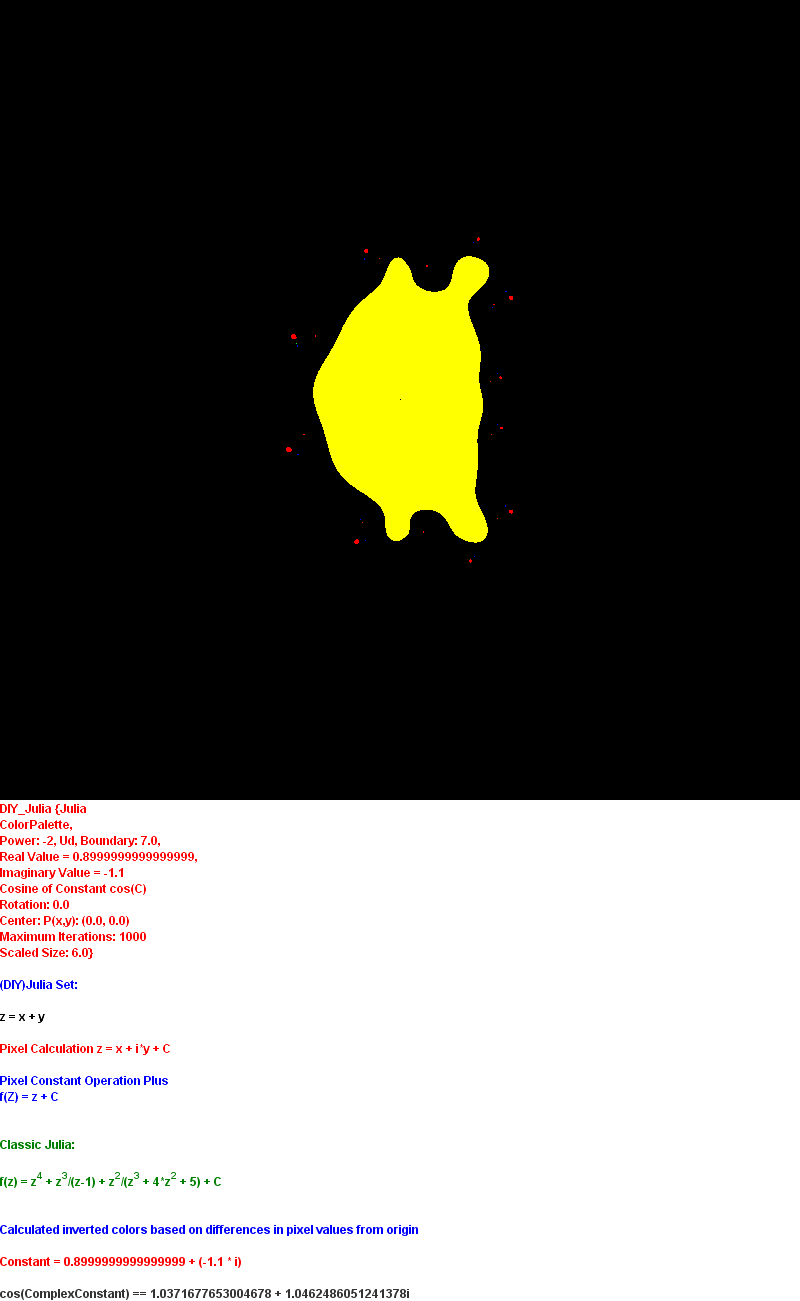 DIY_Julia {Julia
ColorPalette,
Power: -2, Ud, Boundary: 7.0,
Real Value = 0.8999999999999999,
Imaginary Value = -1.1
Cosine of Constant cos(C)
Rotation: 0.0
Center: P(x,y): (0.0, 0.0)
Maximum Iterations: 1000
Scaled Size: 6.0}
(DIY)Julia Set:
z = x + y
Pixel Calculation z = x + i*y + C
Pixel Constant Operation Plus
f(Z) = z + C
Classic Julia:
f(z) = z^4 + z^3/(z-1) + z^2/(z^3 + 4*z^2 + 5) + C
Calculated inverted colors based on differences in pixel values from origin
Constant = 0.8999999999999999 + (-1.1 * i)
cos(ComplexConstant) == 1.0371677653004678 + 1.0462486051241378i